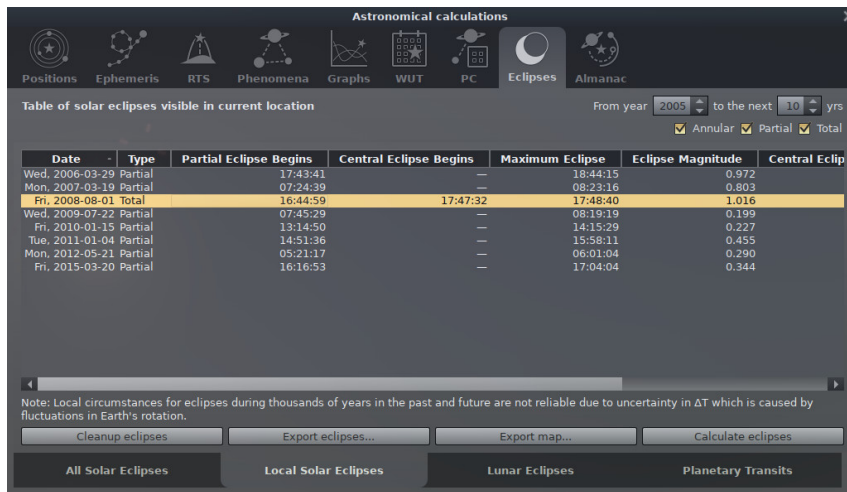 Astronomical calculations
Positions Ephemeris RTS Phenomena Graphs WUT PC Eclipses Almanac
Table of solar eclipses visible in current location From year 2005 to the next 10 yrs
Annular Partial Total
Date Type Partial Eclipse Begins Central Eclipse Begins Maximum Eclipse Eclipse Magnitude Central Eclip
Wed, 2006-03-29 Partial 17:43:41 — 18:44:15 0.972
Mon, 2007-03-19 Partial 07:24:39 — 08:23:16 0.803
Fri, 2008-08-01 Total 16:44:59 17:47:32 17:48:40 1.016
Wed, 2009-07-22 Partial 07:45:29 — 08:19:19 0.199
Fri, 2010-01-15 Partial 13:14:50 — 14:15:29 0.227
Tue, 2011-01-04 Partial 14:51:36 — 15:58:11 0.455
Mon, 2012-05-21 Partial 05:21:17 — 06:01:04 0.290
Fri, 2015-03-20 Partial 16:16:53 — 17:04:04 0.344
Note: Local circumstances for eclipses during thousands of years in the past and future are not reliable due to uncertainty in ΔT which is caused by
fluctuations in Earth's rotation.
Cleanup eclipses Export eclipses... Export map... Calculate eclipses
All Solar Eclipses Local Solar Eclipses Lunar Eclipses Planetary Transits